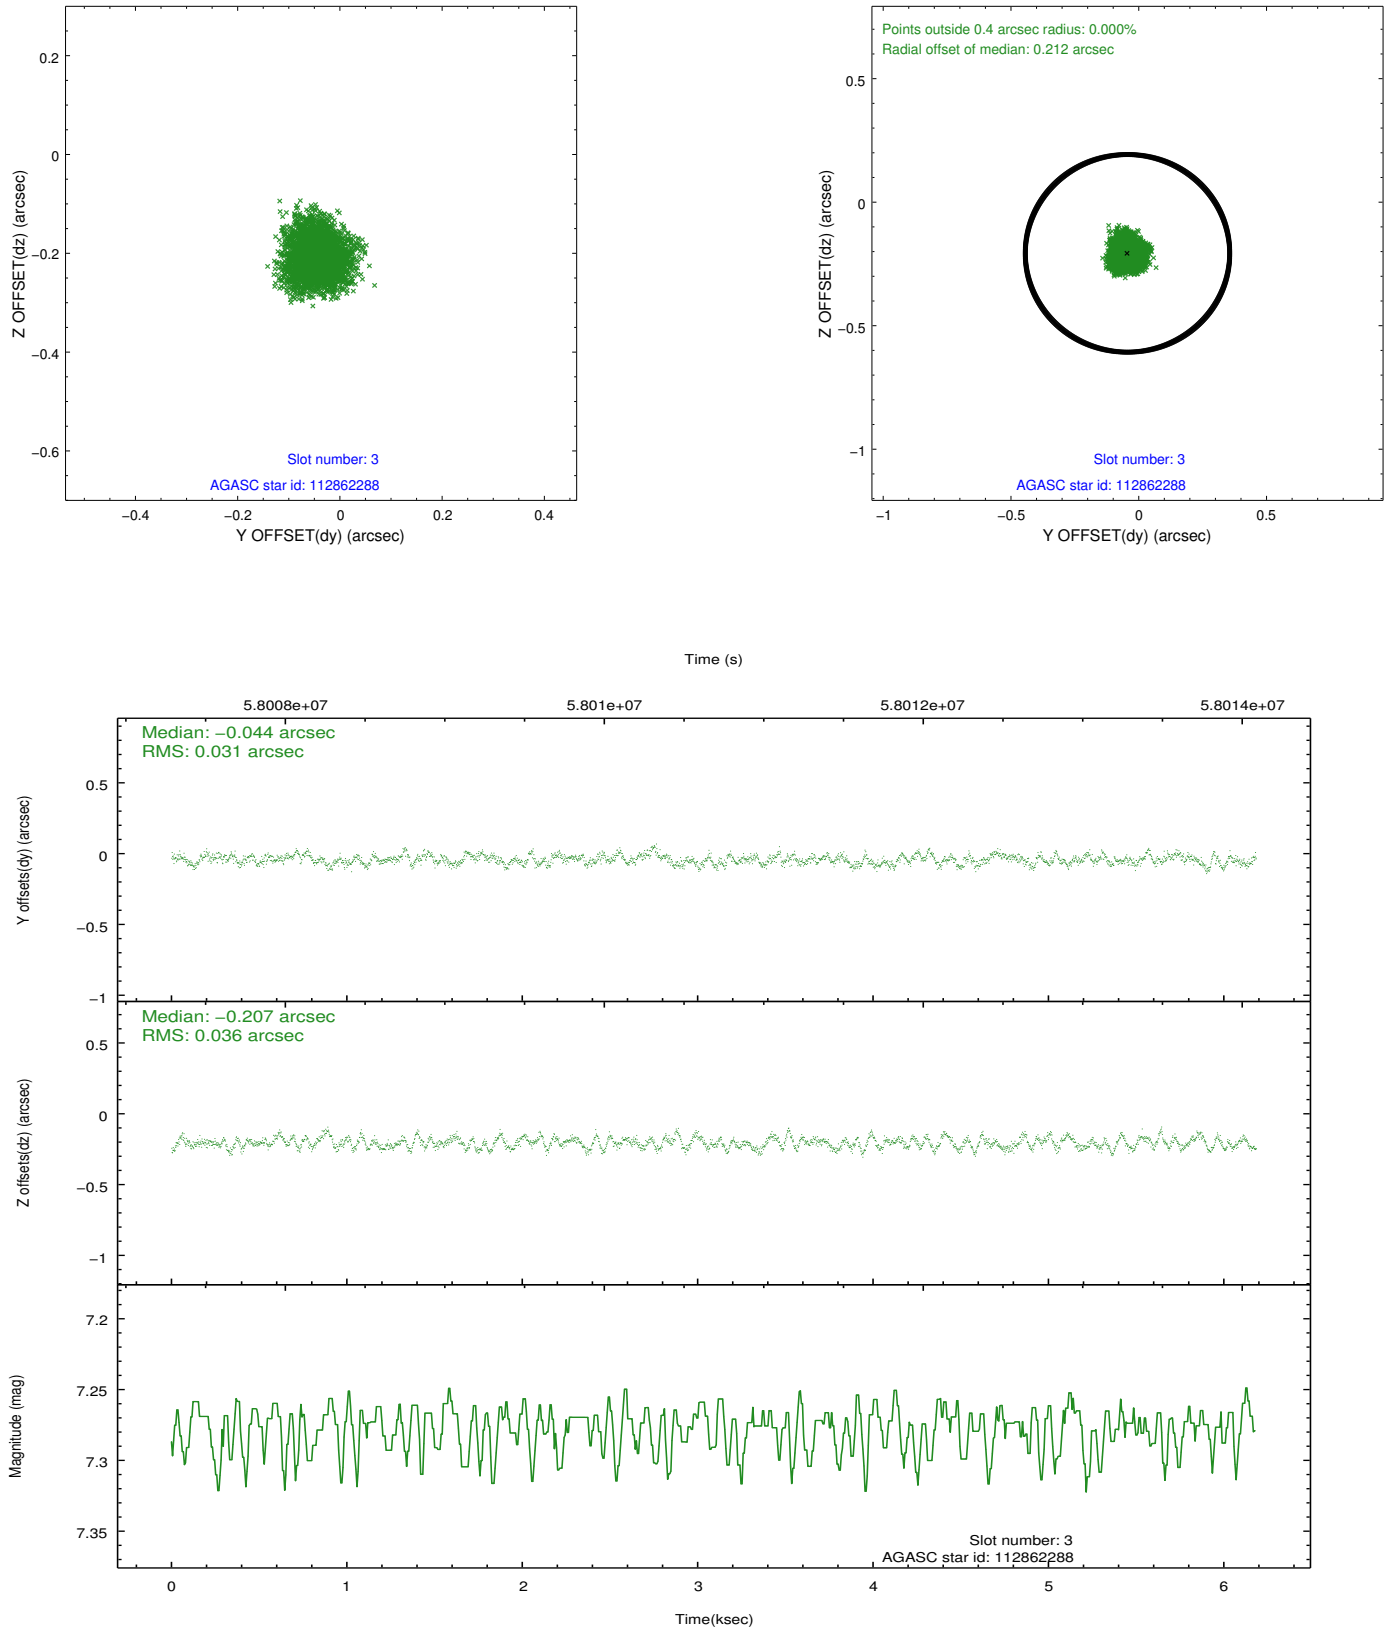 0.2
0
−0.2
−0.4
−0.6
Z OFFSET(dz) (arcsec)
Slot number: 3
AGASC star id: 112862288
−0.4
−0.2
0
0.2
0.4
Y OFFSET(dy) (arcsec)
Points outside 0.4 arcsec radius: 0.000%
Radial offset of median: 0.212 arcsec
0.5
0
−0.5
−1
Z OFFSET(dz) (arcsec)
Slot number: 3
AGASC star id: 112862288
−1
−0.5
0
0.5
Y OFFSET(dy) (arcsec)
Time (s)
5.8008e+07
5.801e+07
5.8012e+07
5.8014e+07
Median: −0.044 arcsec
RMS: 0.031 arcsec
0.5
0
−0.5
−1
Y offsets(dy) (arcsec)
Median: −0.207 arcsec
RMS: 0.036 arcsec
0.5
0
−0.5
−1
Z offsets(dz) (arcsec)
7.2
7.25
7.3
7.35
Magnitude (mag)
Slot number: 3
AGASC star id: 112862288
0
1
2
3
4
5
6
Time(ksec)